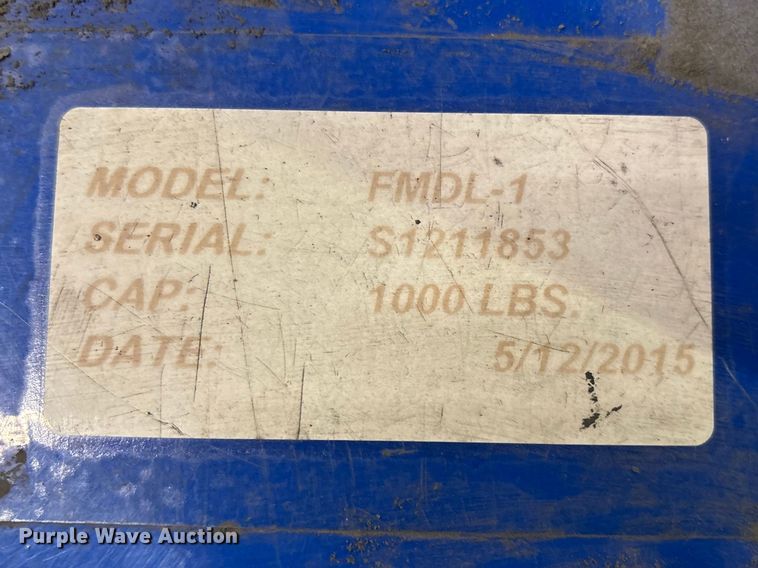 MODEL: FMDL-1
SERIAL: S1211853
CAP: 1000 LBS.
DATE: 5/12/2015
Purple Wave Auction